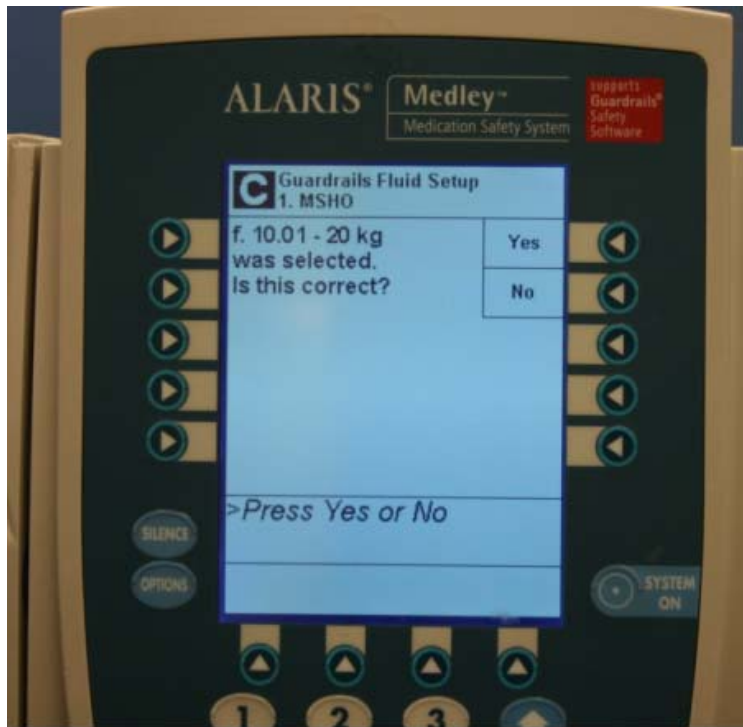 ALARIS® Medley™
Medication Safety System
supports
Guardrails®
Safety
Software
C Guardrails Fluid Setup
1. MSHO
f. 10.01 - 20 kg
was selected.
Is this correct?
Yes
No
>Press Yes or No
SILENCE
OPTIONS
SYSTEM
ON
1 2 3